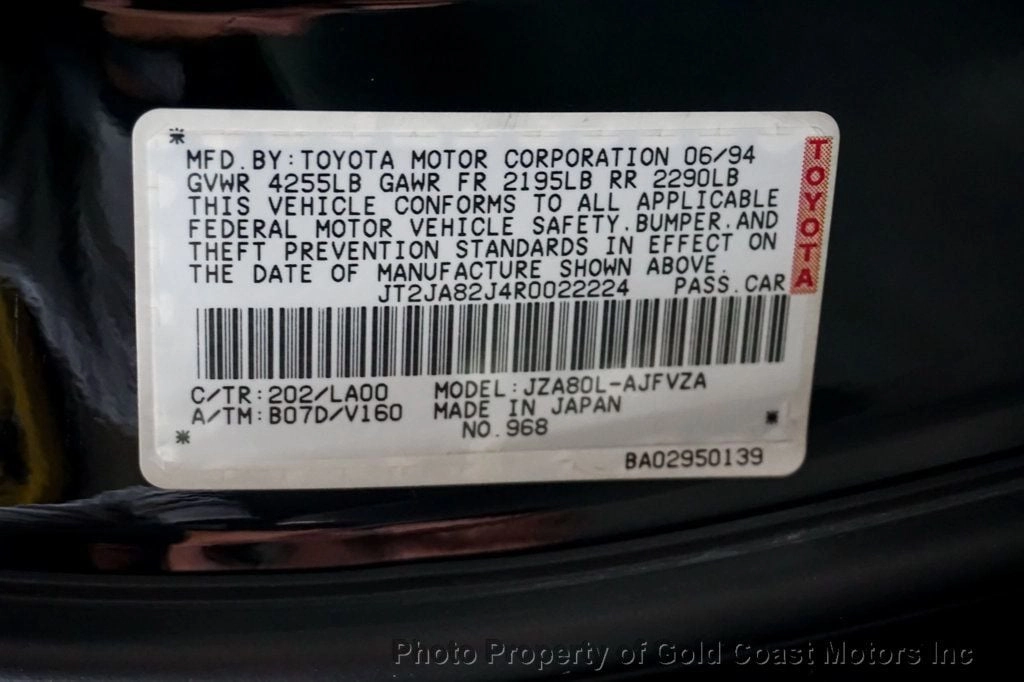 MFD. BY: TOYOTA MOTOR CORPORATION 06/94
GVWR 4255LB GAWR FR 2195LB RR 2290LB
THIS VEHICLE CONFORMS TO ALL APPLICABLE
FEDERAL MOTOR VEHICLE SAFETY. BUMPER. AND
THEFT PREVENTION STANDARDS IN EFFECT ON
THE DATE OF MANUFACTURE SHOWN ABOVE.
JT2JA82J4R0022224 PASS. CAR
TOYOTA
C/TR: 202/LA00 MODEL: JZA80L-AJFVZA
A/TM: B07D/V160 MADE IN JAPAN
NO. 968
BA02950139
Photo Property of Gold Coast Motors Inc